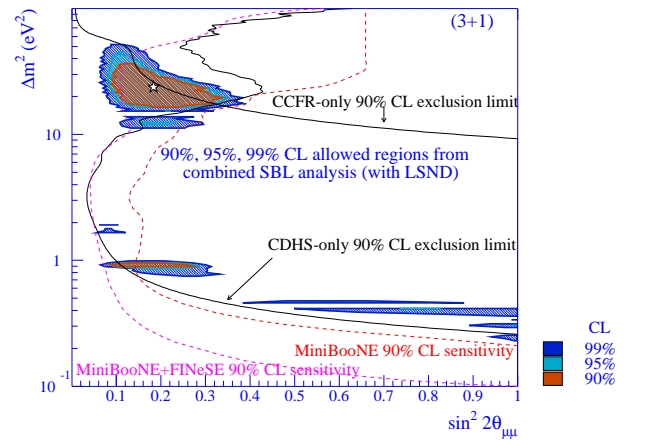 (3+1)
Δm² (eV²)
CCFR-only 90% CL exclusion limit
10
90%, 95%, 99% CL allowed regions from
combined SBL analysis (with LSND)
CDHS-only 90% CL exclusion limit
1
MiniBooNE 90% CL sensitivity
MiniBooNE+FINeSE 90% CL sensitivity
10⁻¹
0.1 0.2 0.3 0.4 0.5 0.6 0.7 0.8 0.9 1
sin² 2θμμ
CL
99%
95%
90%